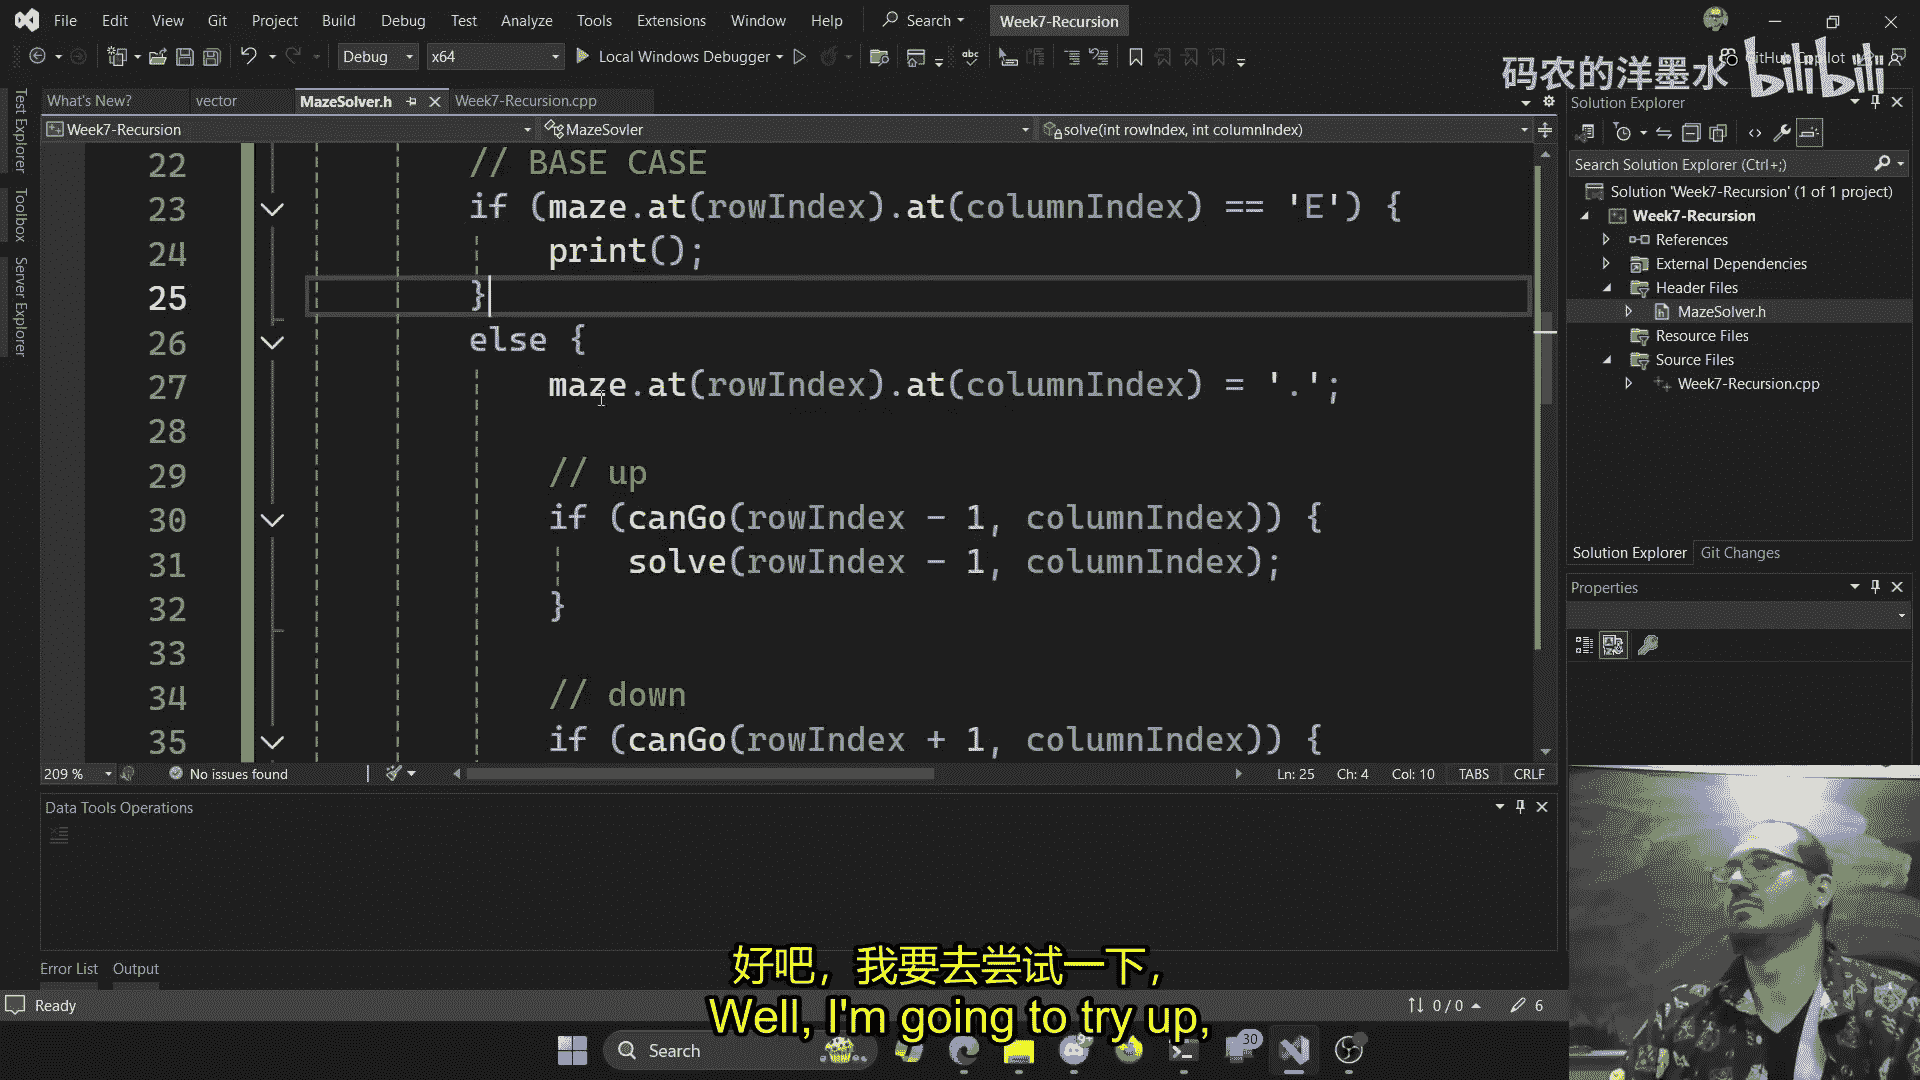 File Edit View Git Project Build Debug Test Analyze Tools Extensions Window Help Search Week7-Recursion
Debug x64 Local Windows Debugger GitHub Copilot
码农的洋墨水 bilibili
What's New? vector MazeSolver.h Week7-Recursion.cpp
Week7-Recursion MazeSovler solve(int rowIndex, int columnIndex)
Test Explorer
Toolbox
Server Explorer
22 // BASE CASE
23 if (maze.at(rowIndex).at(columnIndex) == 'E') {
24 print();
25 }
26 else {
27 maze.at(rowIndex).at(columnIndex) = '.';
28
29 // up
30 if (canGo(rowIndex - 1, columnIndex)) {
31 solve(rowIndex - 1, columnIndex);
32 }
33
34 // down
35 if (canGo(rowIndex + 1, columnIndex)) {
209 % No issues found Ln: 25 Ch: 4 Col: 10 TABS CRLF
Data Tools Operations
Error List Output
Solution Explorer
Search Solution Explorer (Ctrl+;)
Solution 'Week7-Recursion' (1 of 1 project)
Week7-Recursion
References
External Dependencies
Header Files
MazeSolver.h
Resource Files
Source Files
Week7-Recursion.cpp
Solution Explorer Git Changes
Properties
好吧，我要去尝试一下，
Well, I'm going to try up,
Ready 0 / 0 6
Search 30